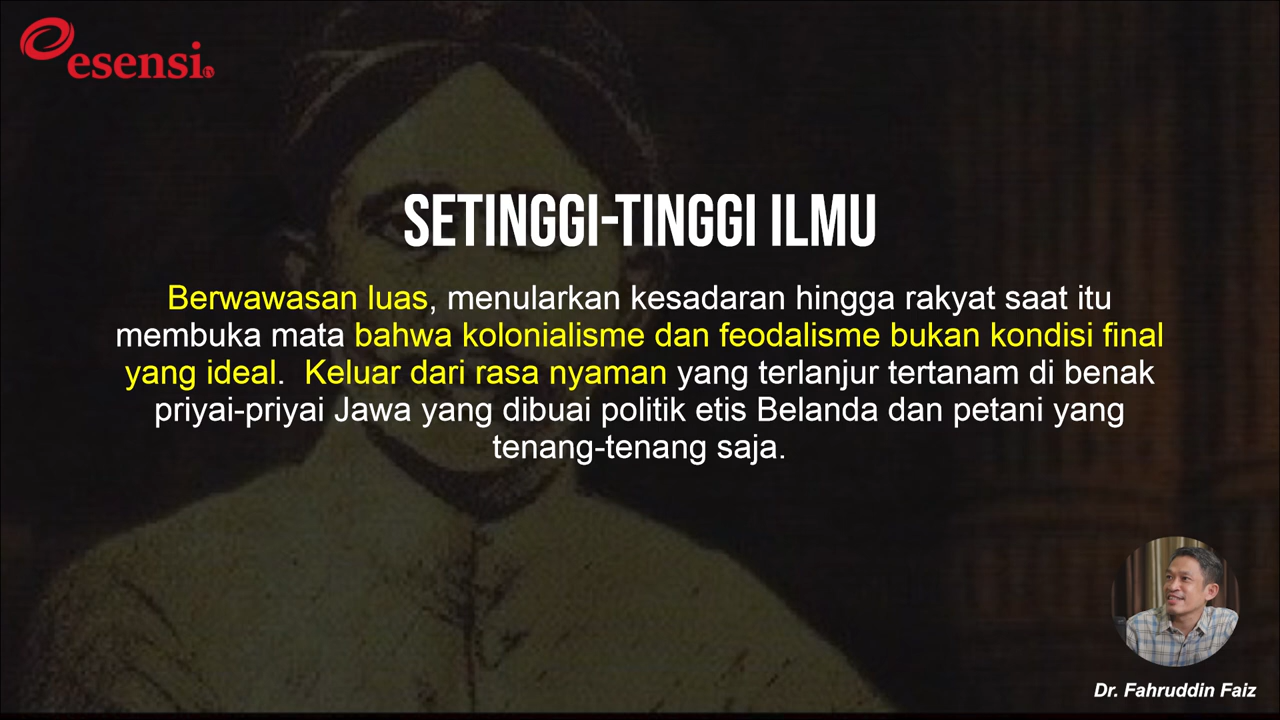 esensi
SETINGGI-TINGGI ILMU
Berwawasan luas, menularkan kesadaran hingga rakyat saat itu
membuka mata bahwa kolonialisme dan feodalisme bukan kondisi final
yang ideal.  Keluar dari rasa nyaman yang terlanjur tertanam di benak
priyai-priyai Jawa yang dibuai politik etis Belanda dan petani yang
tenang-tenang saja.
Dr. Fahruddin Faiz